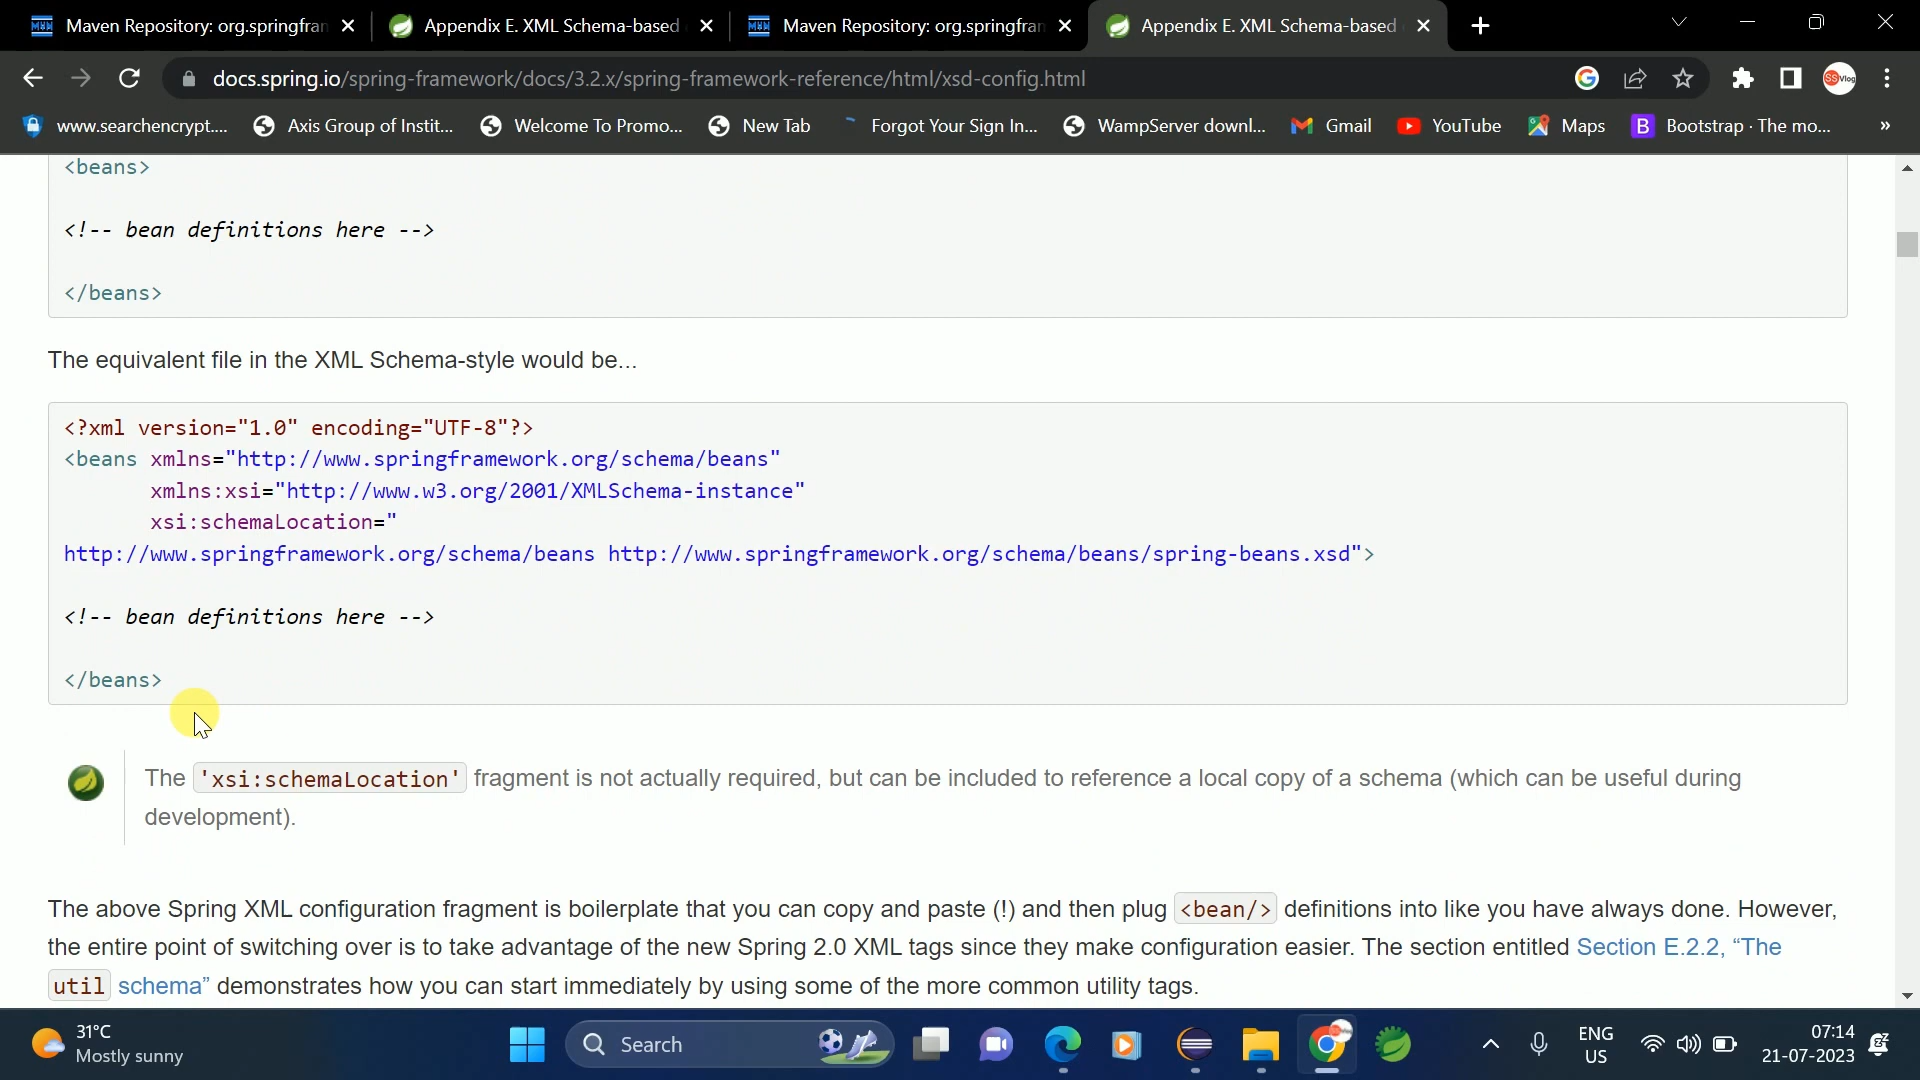 Maven Repository: org.springfran
Appendix E. XML Schema-based
Maven Repository: org.springfran
Appendix E. XML Schema-based
docs.spring.io/spring-framework/docs/3.2.x/spring-framework-reference/html/xsd-config.html
SSVlog
www.searchencrypt....
Axis Group of Instit...
Welcome To Promo...
New Tab
Forgot Your Sign In...
WampServer downl...
Gmail
YouTube
Maps
B
Bootstrap · The mo...
»
<beans>
<!-- bean definitions here -->
</beans>
The equivalent file in the XML Schema-style would be...
<?xml version="1.0" encoding="UTF-8"?>
<beans xmlns="http://www.springframework.org/schema/beans"
xmlns:xsi="http://www.w3.org/2001/XMLSchema-instance"
xsi:schemaLocation="
http://www.springframework.org/schema/beans http://www.springframework.org/schema/beans/spring-beans.xsd">
<!-- bean definitions here -->
</beans>
The 'xsi:schemaLocation' fragment is not actually required, but can be included to reference a local copy of a schema (which can be useful during
development).
The above Spring XML configuration fragment is boilerplate that you can copy and paste (!) and then plug <bean/> definitions into like you have always done. However,
the entire point of switching over is to take advantage of the new Spring 2.0 XML tags since they make configuration easier. The section entitled Section E.2.2, “The
util schema” demonstrates how you can start immediately by using some of the more common utility tags.
31°C
Mostly sunny
Search
ENG
US
07:14
21-07-2023